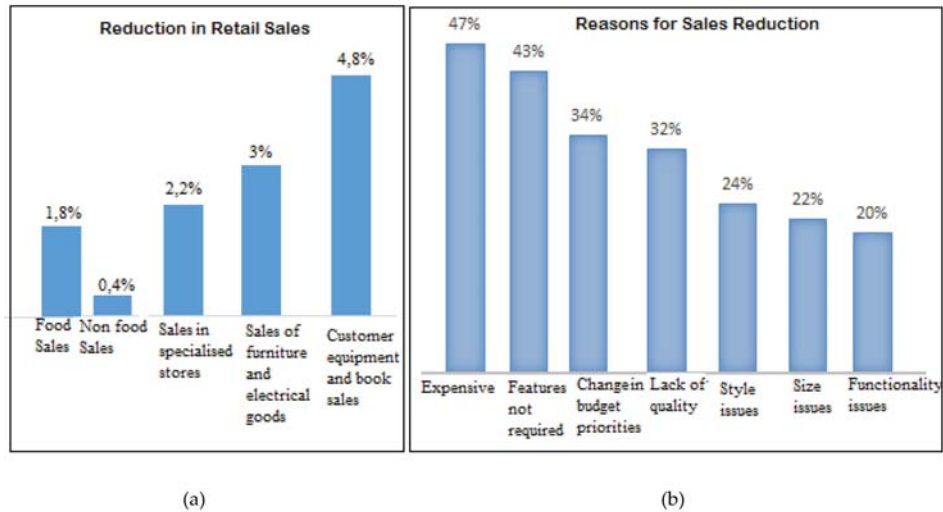 Reduction in Retail Sales
4,8%
3%
2,2%
1,8%
0,4%
Food
Sales
Non food
Sales
Sales in
specialised
stores
Sales of
furniture
and
electrical
goods
Customer
equipment
and book
sales
(a)
Reasons for Sales Reduction
47%
43%
34%
32%
24%
22%
20%
Expensive
Features
not
required
Change in
budget
priorities
Lack of
quality
Style
issues
Size
issues
Functionality
issues
(b)